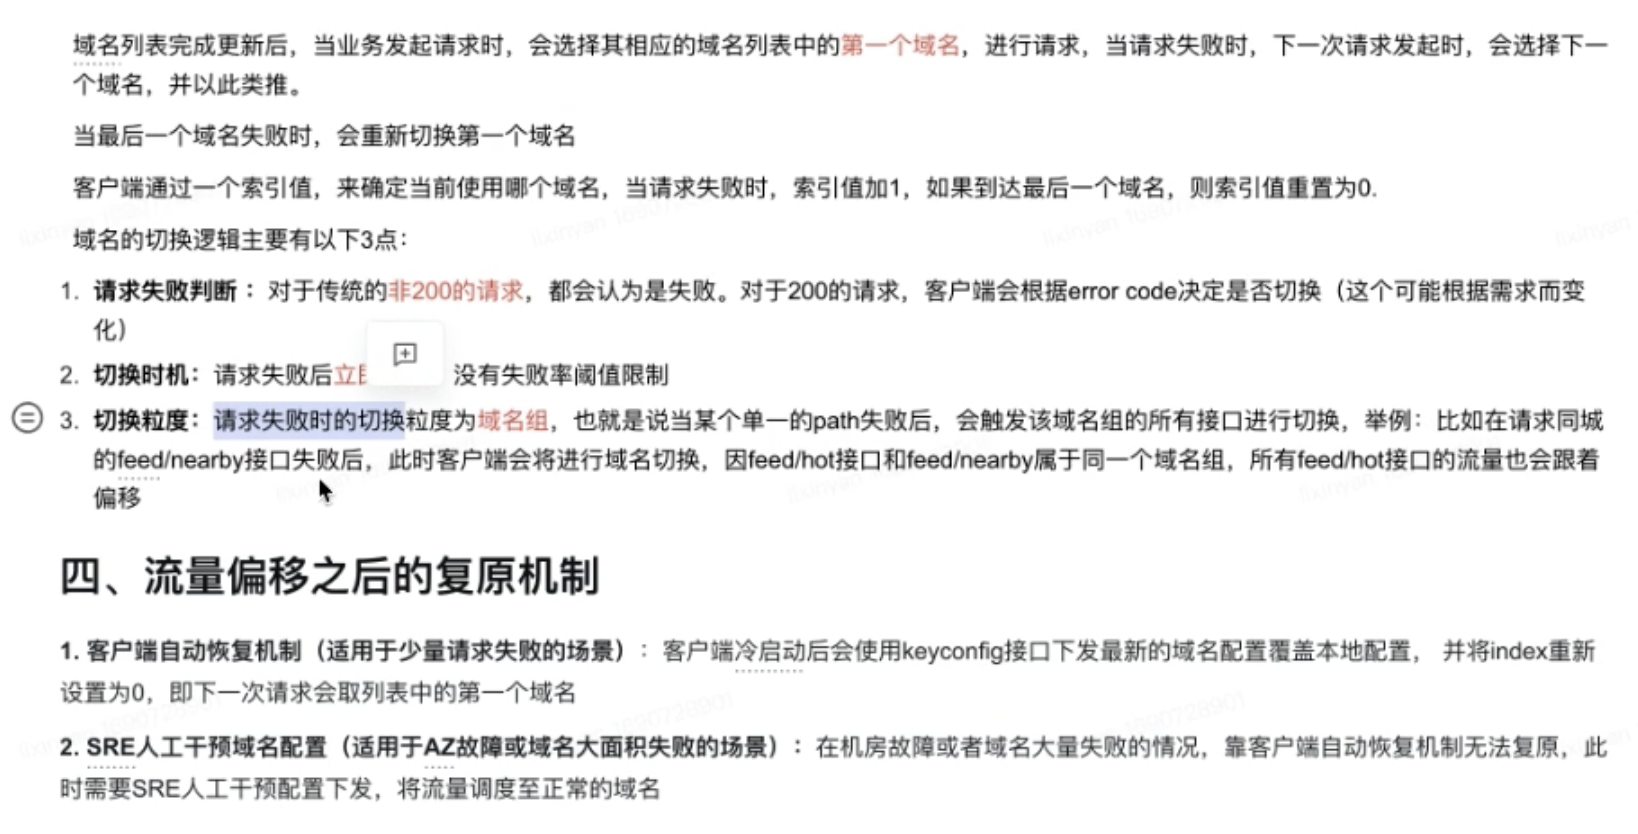 域名列表完成更新后，当业务发起请求时，会选择其相应的域名列表中的第一个域名，进行请求，当请求失败时，下一次请求发起时，会选择下一
个域名，并以此类推。
当最后一个域名失败时，会重新切换第一个域名
客户端通过一个索引值，来确定当前使用哪个域名，当请求失败时，索引值加1，如果到达最后一个域名，则索引值重置为0.
域名的切换逻辑主要有以下3点：
1. 请求失败判断： 对于传统的非200的请求，都会认为是失败。对于200的请求，客户端会根据error code决定是否切换（这个可能根据需求而变
化）
2. 切换时机：请求失败后立 没有失败率阈值限制
3. 切换粒度：请求失败时的切换粒度为域名组，也就是说当某个单一的path失败后，会触发该域名组的所有接口进行切换，举例：比如在请求同城
的feed/nearby接口失败后，此时客户端会将进行域名切换，因feed/hot接口和feed/nearby属于同一个域名组，所有feed/hot接口的流量也会跟着
偏移
四、流量偏移之后的复原机制
1. 客户端自动恢复机制（适用于少量请求失败的场景）：客户端冷启动后会使用keyconfig接口下发最新的域名配置覆盖本地配置， 并将index重新
设置为0，即下一次请求会取列表中的第一个域名
2. SRE人工干预域名配置（适用于AZ故障或域名大面积失败的场景）：在机房故障或者域名大量失败的情况，靠客户端自动恢复机制无法复原，此
时需要SRE人工干预配置下发，将流量调度至正常的域名